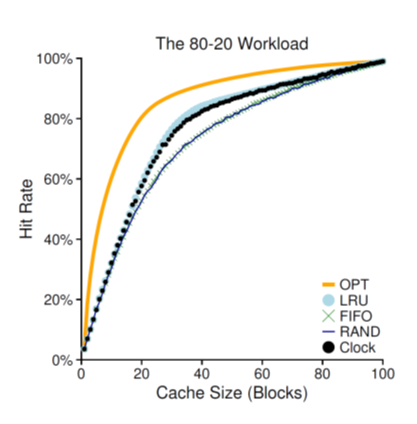 The 80-20 Workload
100%
80%
60%
40%
20%
0%
Hit Rate
OPT
LRU
FIFO
RAND
Clock
0 20 40 60 80 100
Cache Size (Blocks)